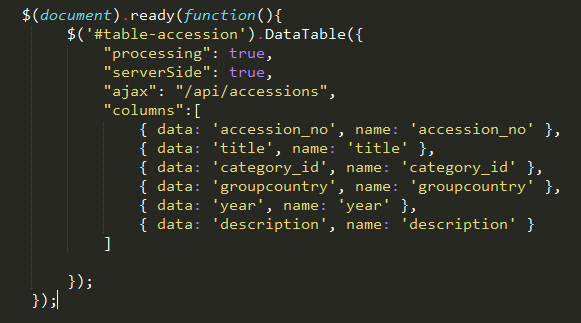 $(document).ready(function(){
$('#table-accession').DataTable({
"processing": true,
"serverSide": true,
"ajax": "/api/accessions",
"columns":[
{ data: 'accession_no', name: 'accession_no' },
{ data: 'title', name: 'title' },
{ data: 'category_id', name: 'category_id' },
{ data: 'groupcountry', name: 'groupcountry' },
{ data: 'year', name: 'year' },
{ data: 'description', name: 'description' }
]
});
});